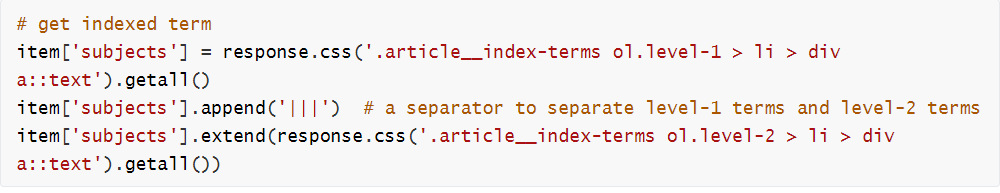 # get indexed term
item['subjects'] = response.css('.article__index-terms ol.level-1 > li > div
a::text').getall()
item['subjects'].append('|||')  # a separator to separate level-1 terms and level-2 terms
item['subjects'].extend(response.css('.article__index-terms ol.level-2 > li > div
a::text').getall())